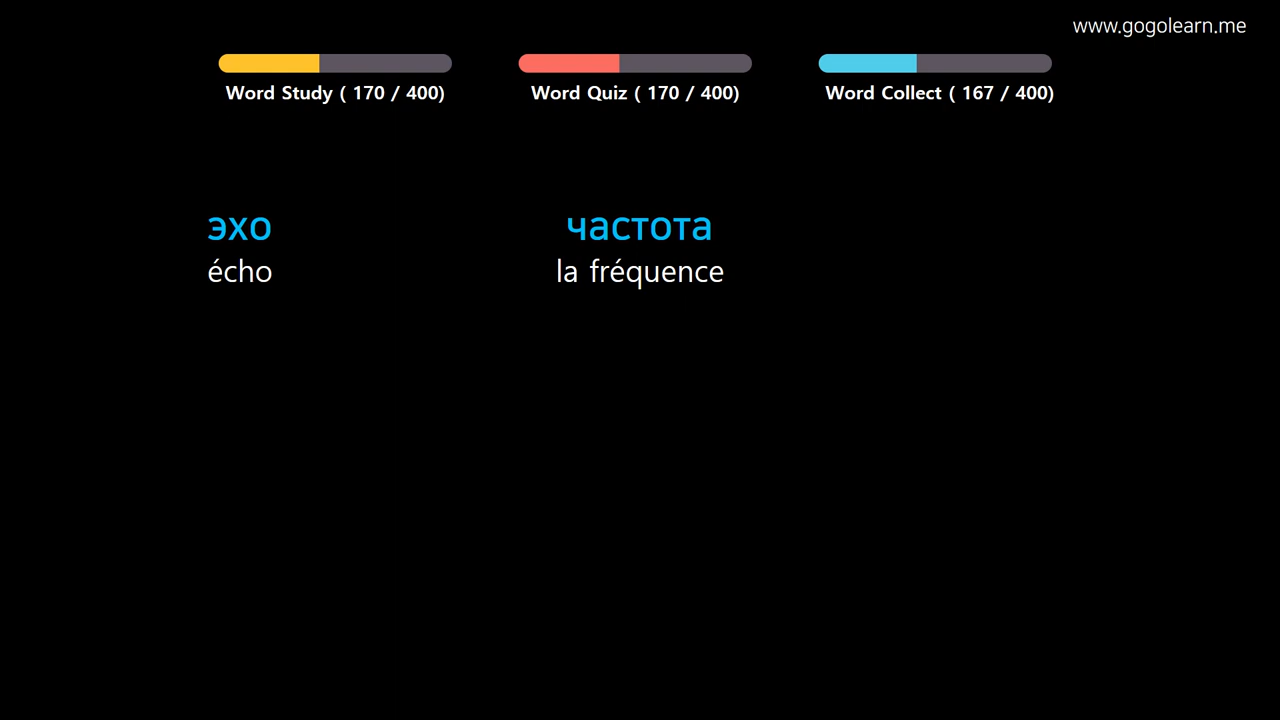 www.gogolearn.me
Word Study ( 170 / 400)
Word Quiz ( 170 / 400)
Word Collect ( 167 / 400)
эхо
écho
частота
la fréquence